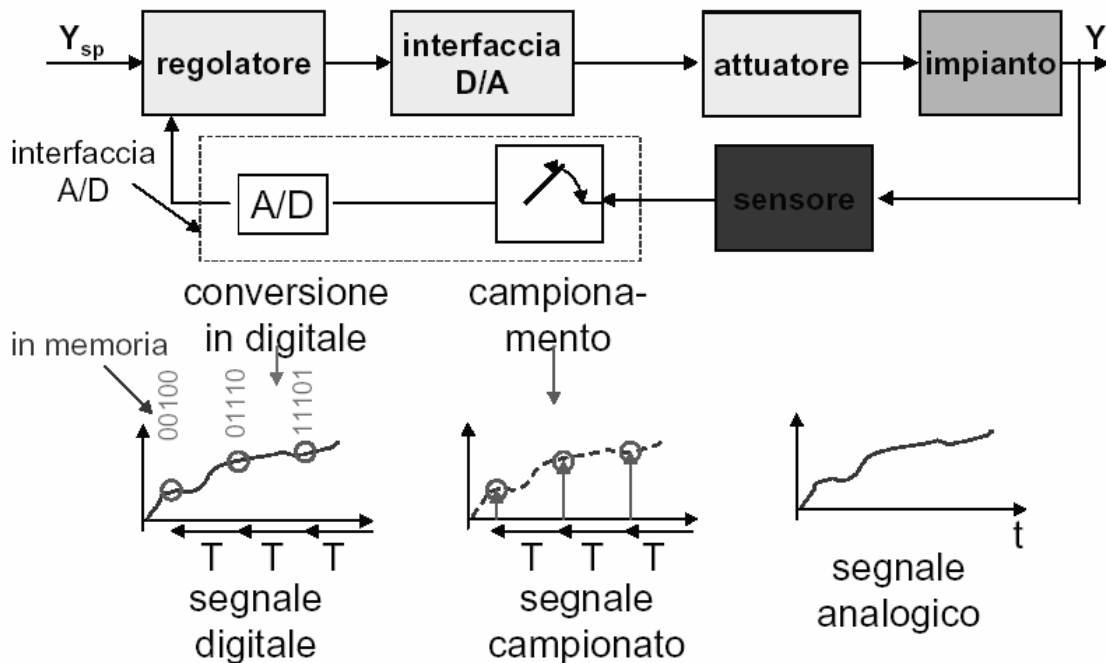 Ysp
regolatore
interfaccia
D/A
attuatore
impianto
Y
interfaccia
A/D
A/D
sensore
conversione
in digitale
campiona-
mento
in memoria
00100
01110
11101
T T T
segnale
digitale
T T T
segnale
campionato
t
segnale
analogico